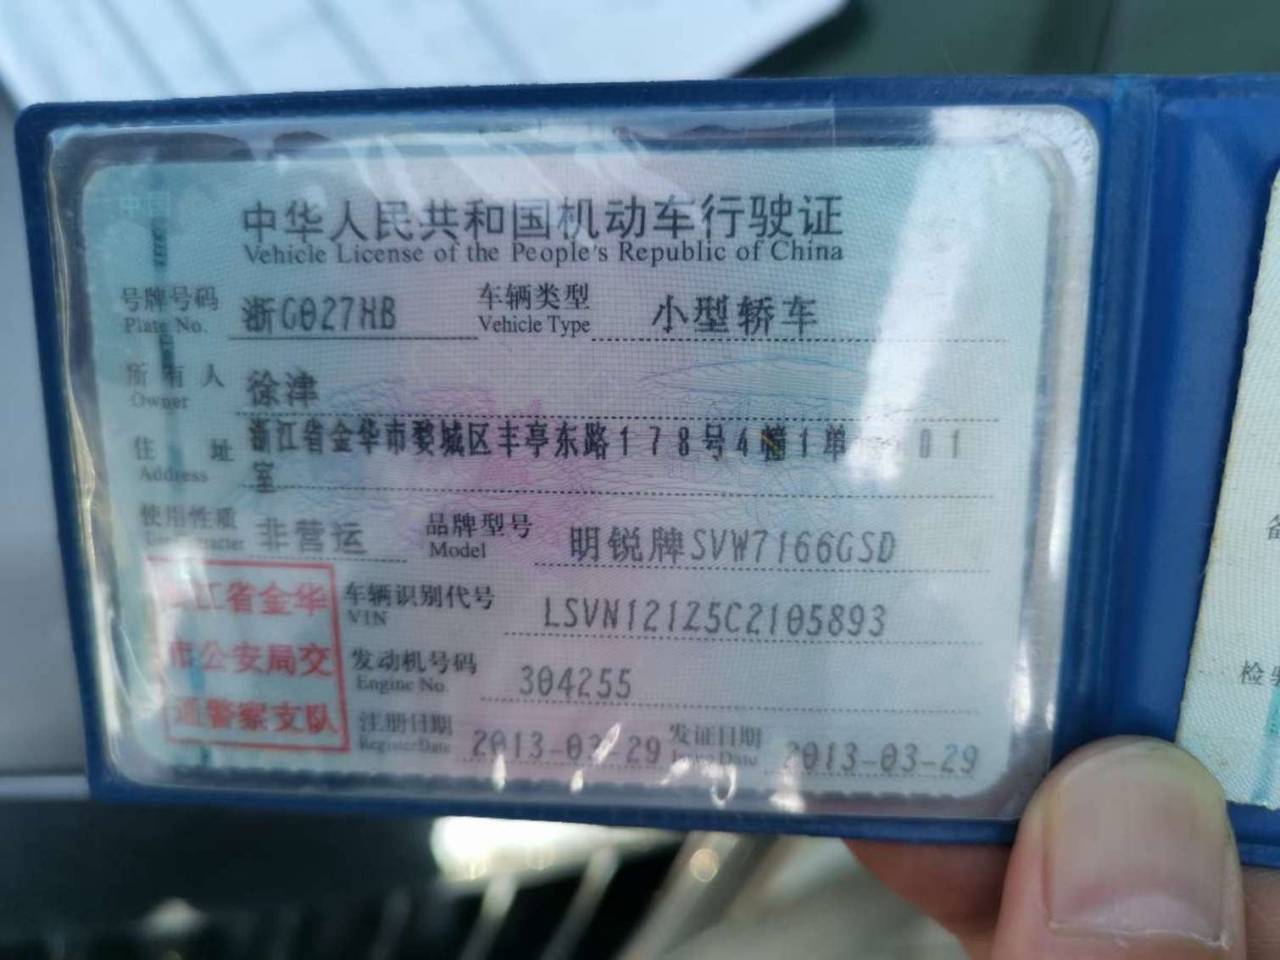 中华人民共和国机动车行驶证
Vehicle License of the People's Republic of China
号牌号码 浙G027HB 车辆类型 小型轿车
Plate No. Vehicle Type
所有人 徐津
Owner
住址 浙江省金华市婺城区丰亭东路178号4幢1单 01
Address 室
使用性质 非营运 品牌型号 明锐牌SVW7166GSD
Model
车辆识别代号 LSVN12125C2105893
VIN
发动机号码 304255
Engine No.
注册日期 2013-03-29 发证日期 2013-03-29
Register Date Issue Date
江省金华
市公安局交
通警察支队
检